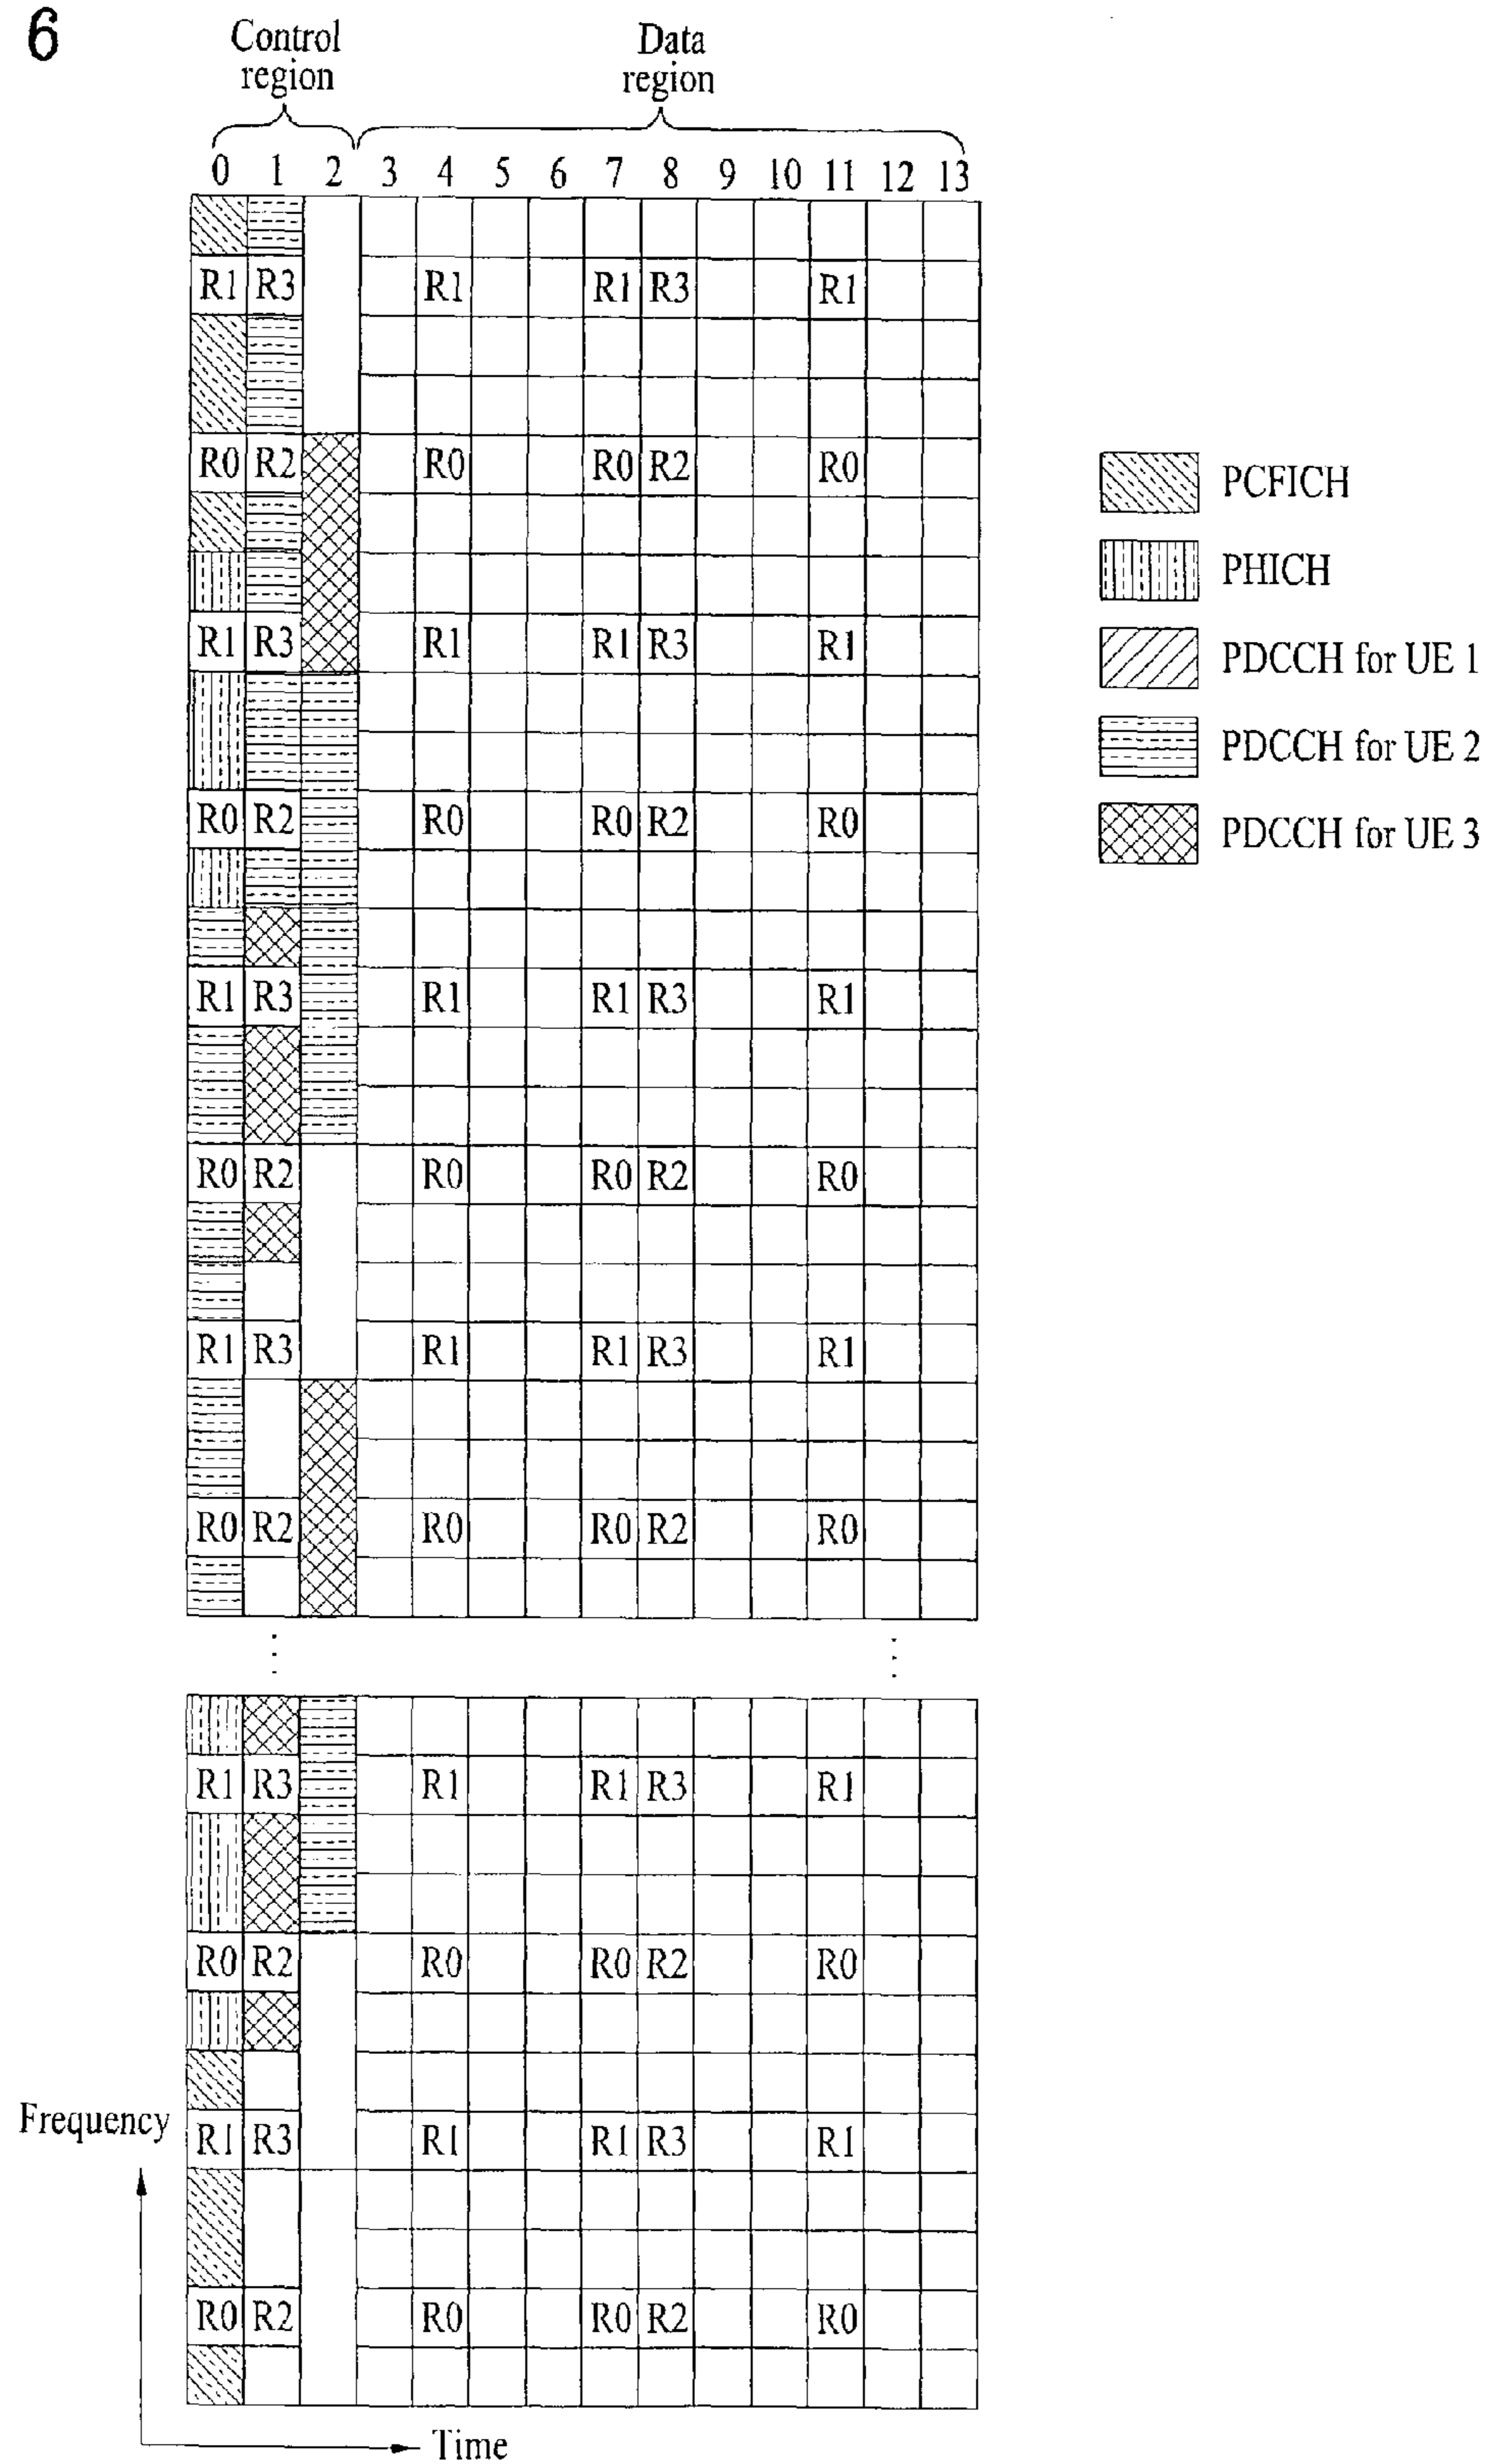 6
Control
region
Data
region
0 1 2 3 4 5 6 7 8 9 10 11 12 13
R1 R3 R1 R1 R3 R1
R0 R2 R0 R0 R2 R0
PCFICH
PHICH
R1 R3 R1 R1 R3 R1
PDCCH for UE 1
PDCCH for UE 2
R0 R2 R0 R0 R2 R0
PDCCH for UE 3
R1 R3 R1 R1 R3 R1
R0 R2 R0 R0 R2 R0
R1 R3 R1 R1 R3 R1
R0 R2 R0 R0 R2 R0
R1 R3 R1 R1 R3 R1
R0 R2 R0 R0 R2 R0
Frequency
R1 R3 R1 R1 R3 R1
R0 R2 R0 R0 R2 R0
Time